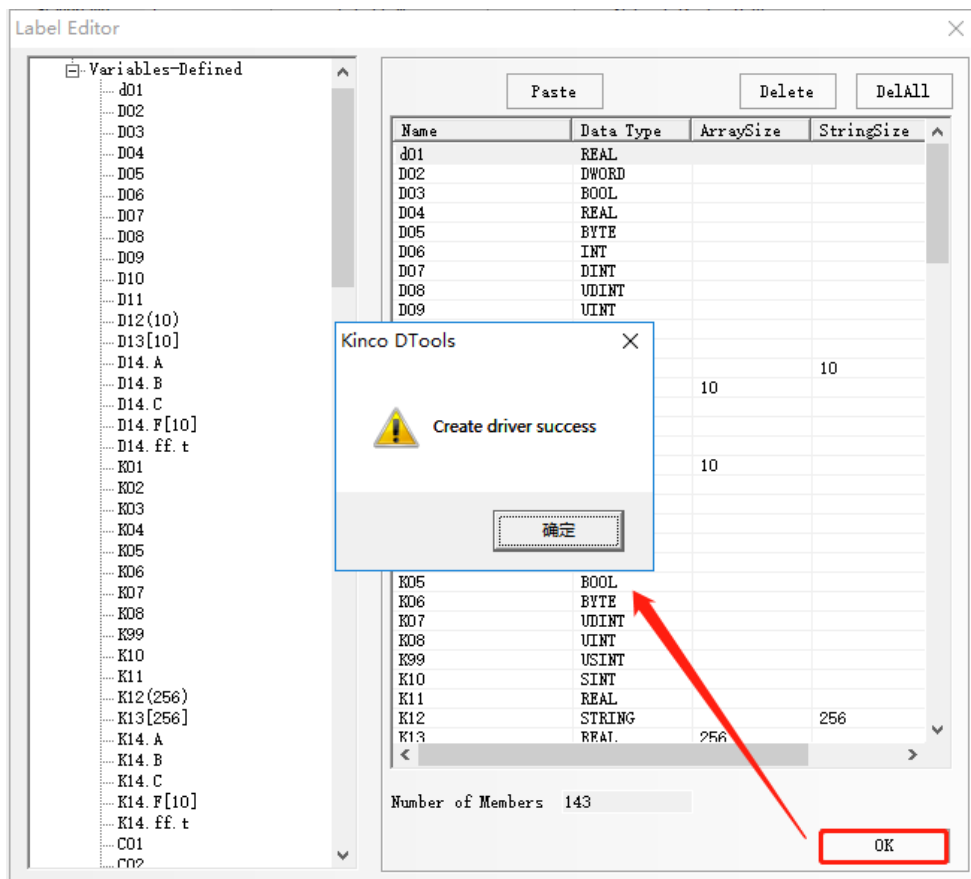 Label Editor
Variables-Defined
d01
D02
D03
D04
D05
D06
D07
D08
D09
D10
D11
D12(10)
D13[10]
D14.A
D14.B
D14.C
D14.F[10]
D14.ff.t
K01
K02
K03
K04
K05
K06
K07
K08
K99
K10
K11
K12(256)
K13[256]
K14.A
K14.B
K14.C
K14.F[10]
K14.ff.t
C01
C02
Paste Delete DelAll
Name Data Type ArraySize StringSize
d01 REAL
D02 DWORD
D03 BOOL
D04 REAL
D05 BYTE
D06 INT
D07 DINT
D08 UDINT
D09 UINT
10
10
10
Kinco DTools
Create driver success
确定
K05 BOOL
K06 BYTE
K07 UDINT
K08 UINT
K99 USINT
K10 SINT
K11 REAL
K12 STRING 256
K13 REAL 256
Number of Members 143
OK